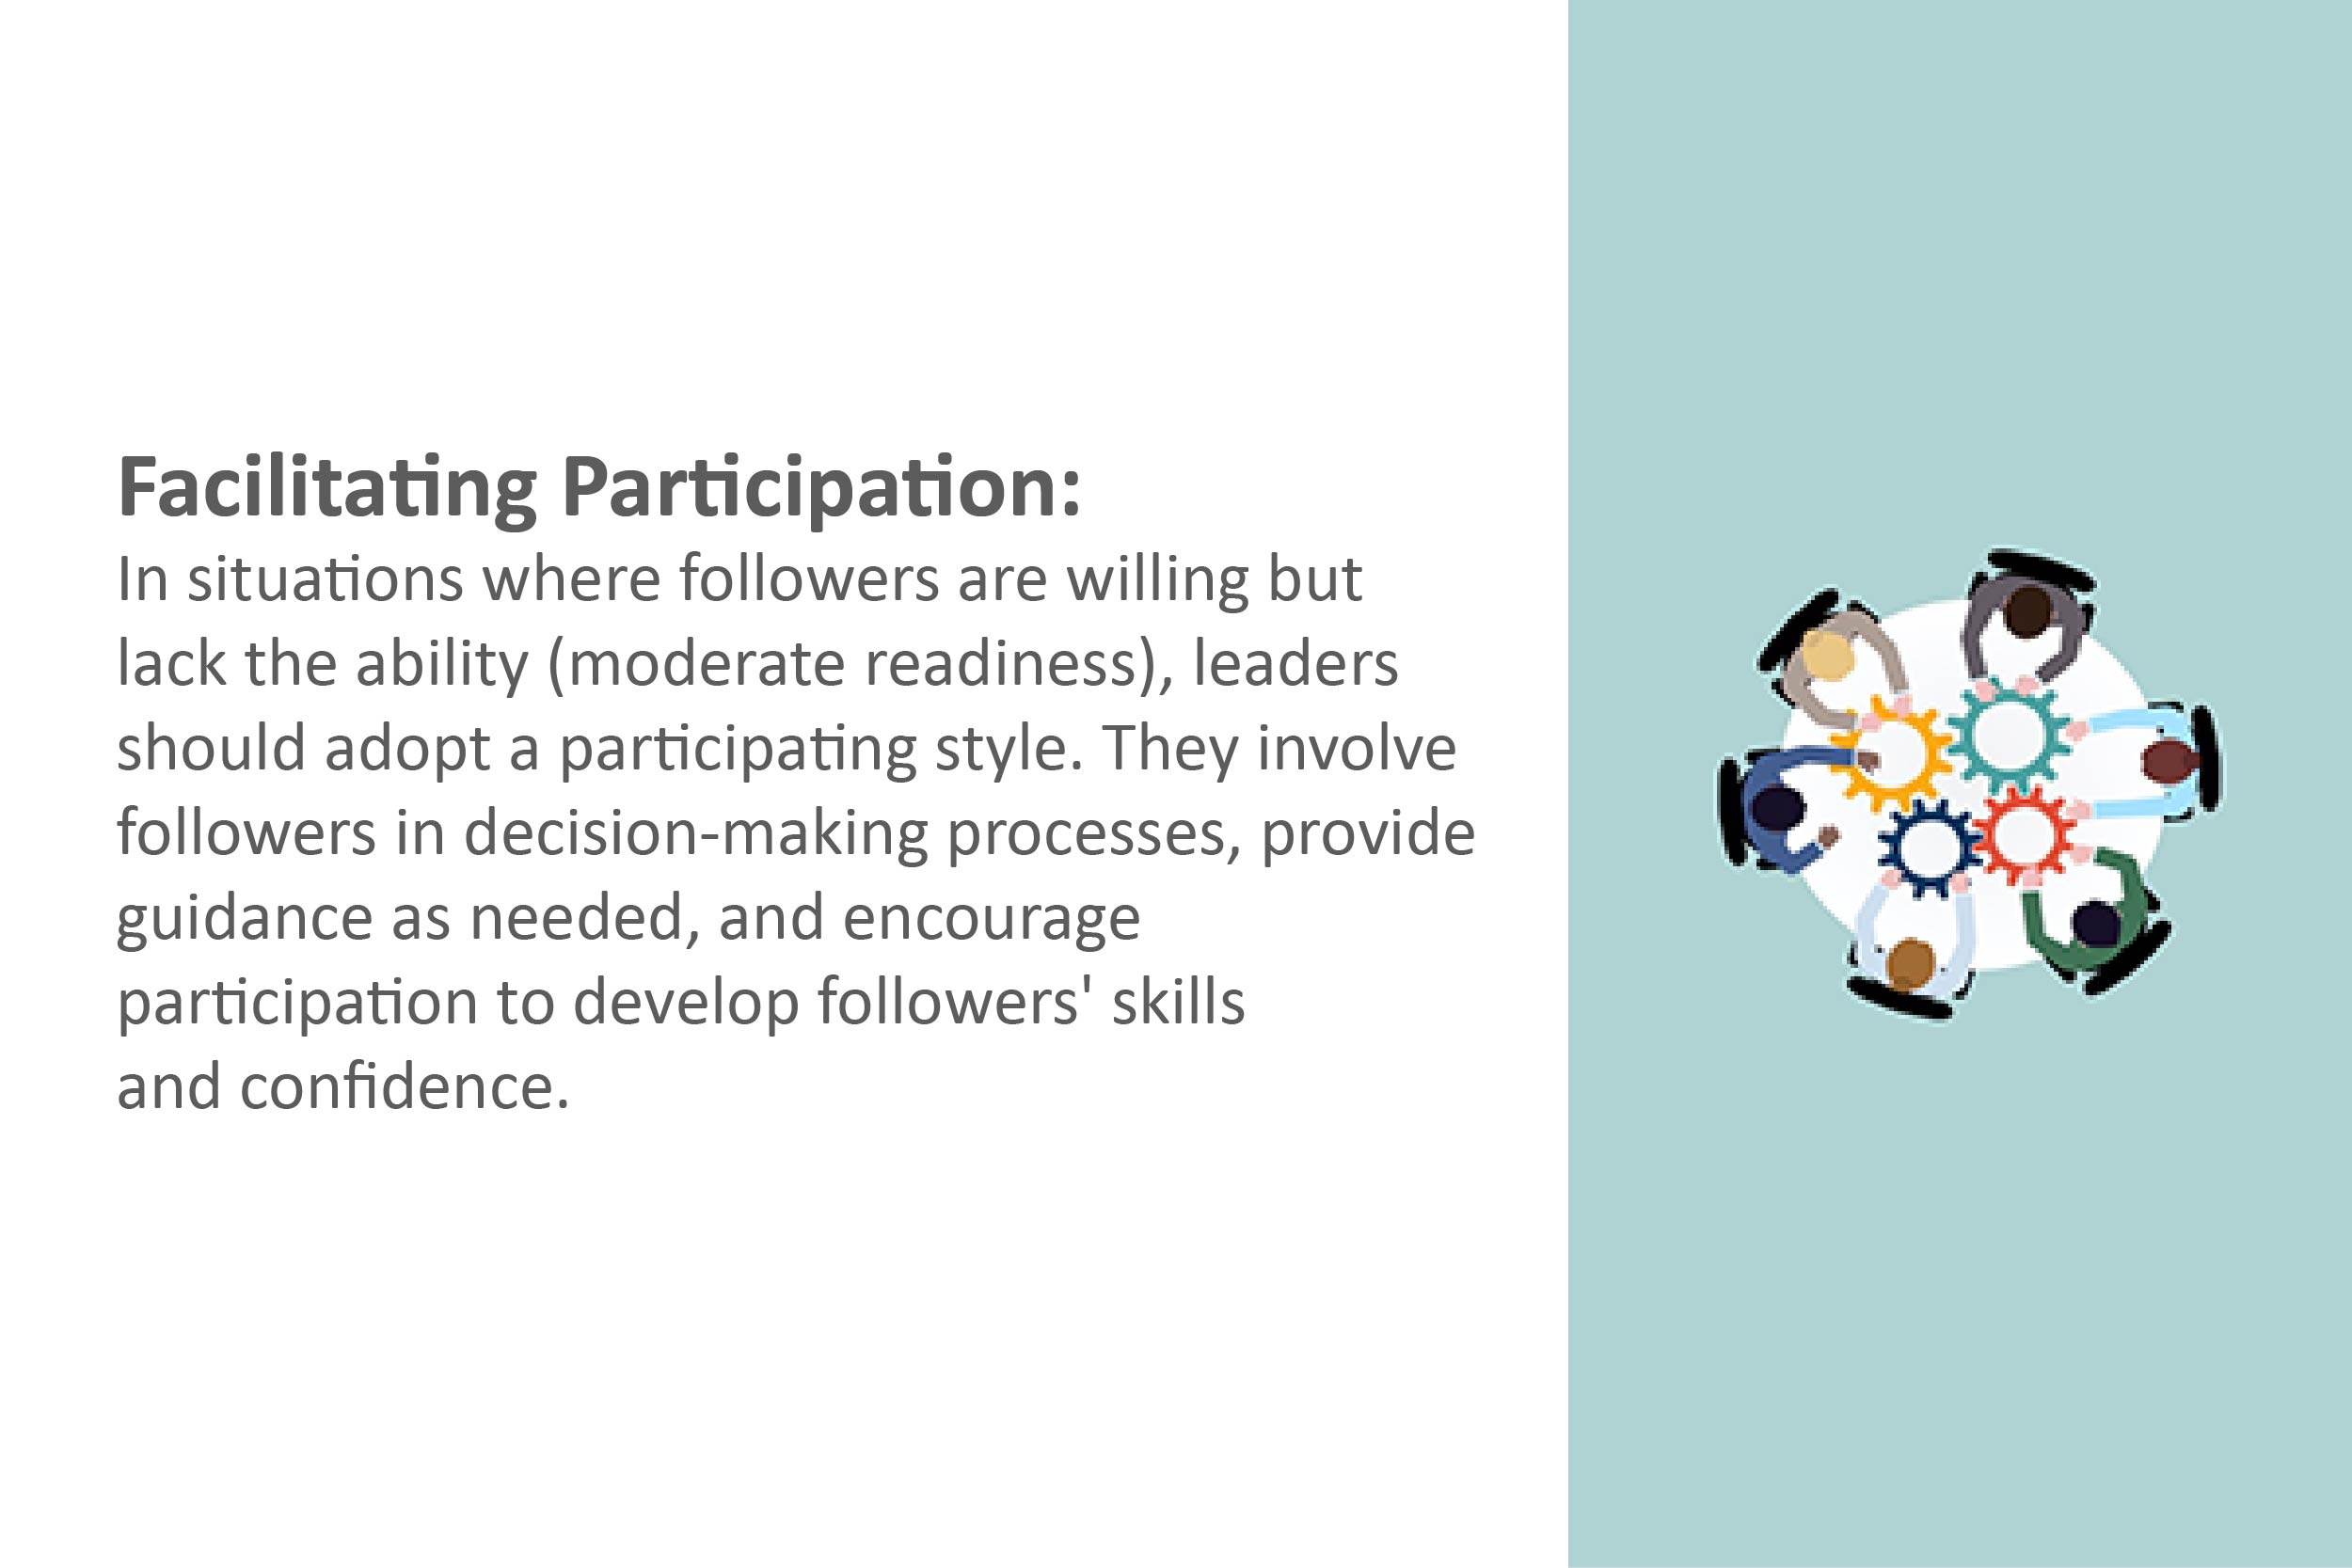 Facilitating Participation:
In situations where followers are willing but
lack the ability (moderate readiness), leaders
should adopt a participating style. They involve
followers in decision-making processes, provide
guidance as needed, and encourage
participation to develop followers' skills
and confidence.